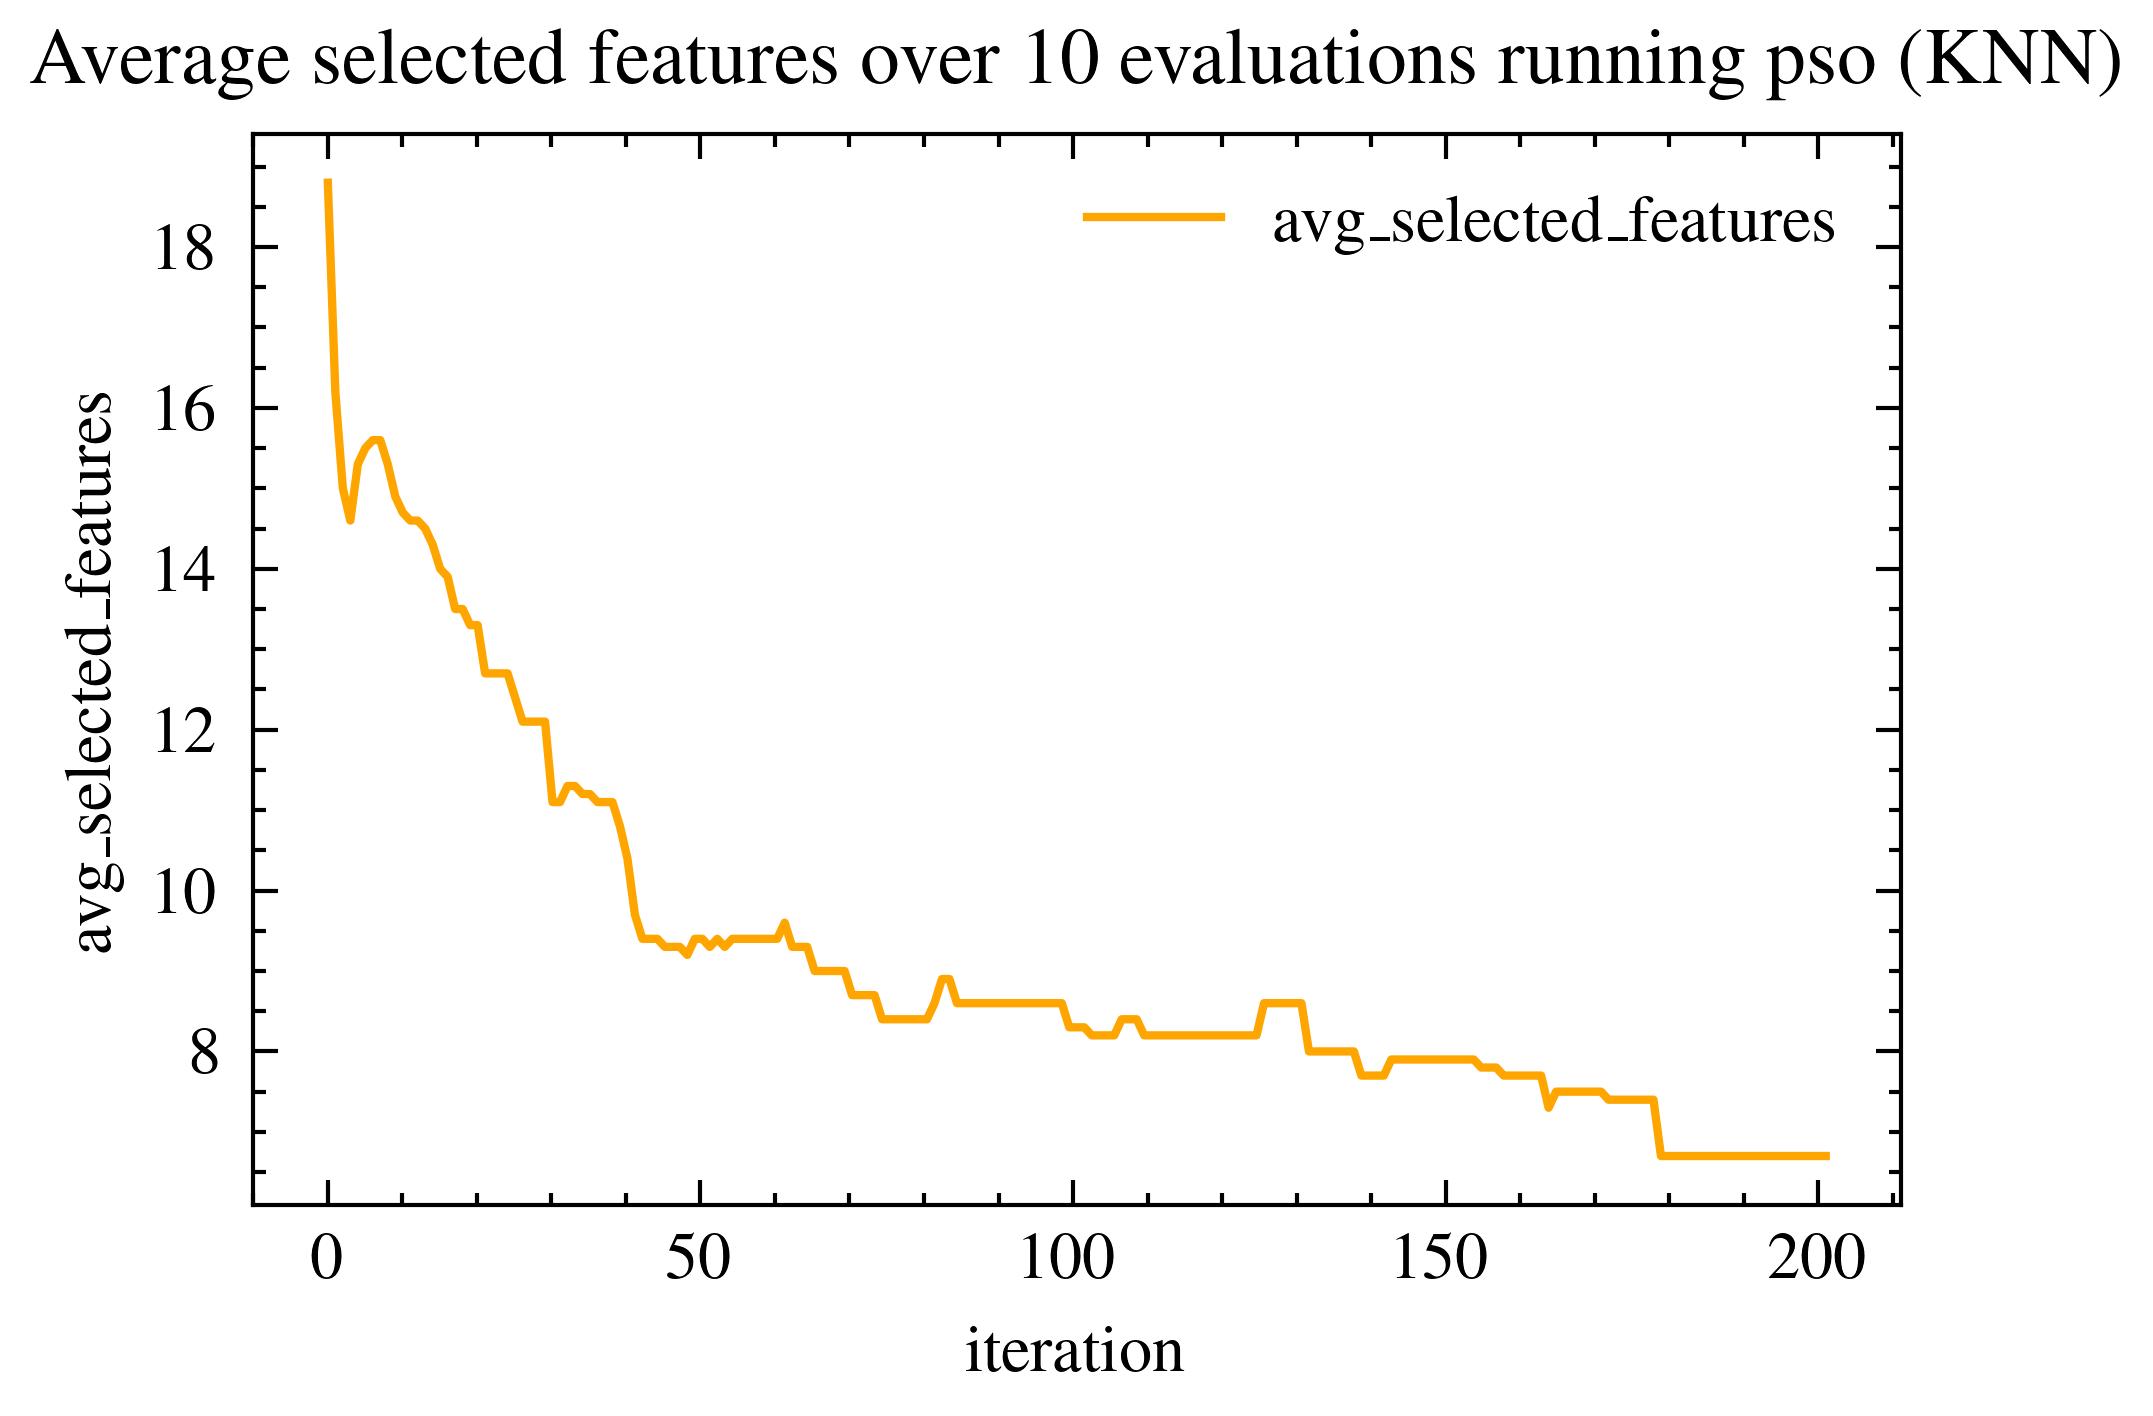 Average selected features over 10 evaluations running pso (KNN)
avg_selected_features
18
16
14
12
10
8
avg_selected_features
0 50 100 150 200
iteration